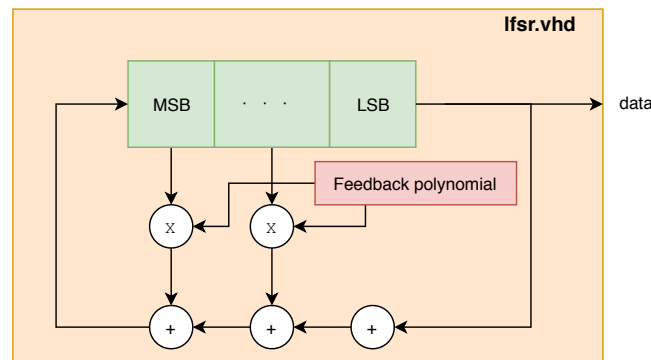 lfsr.vhd
MSB
· · ·
LSB
data
Feedback polynomial
x
x
+
+
+